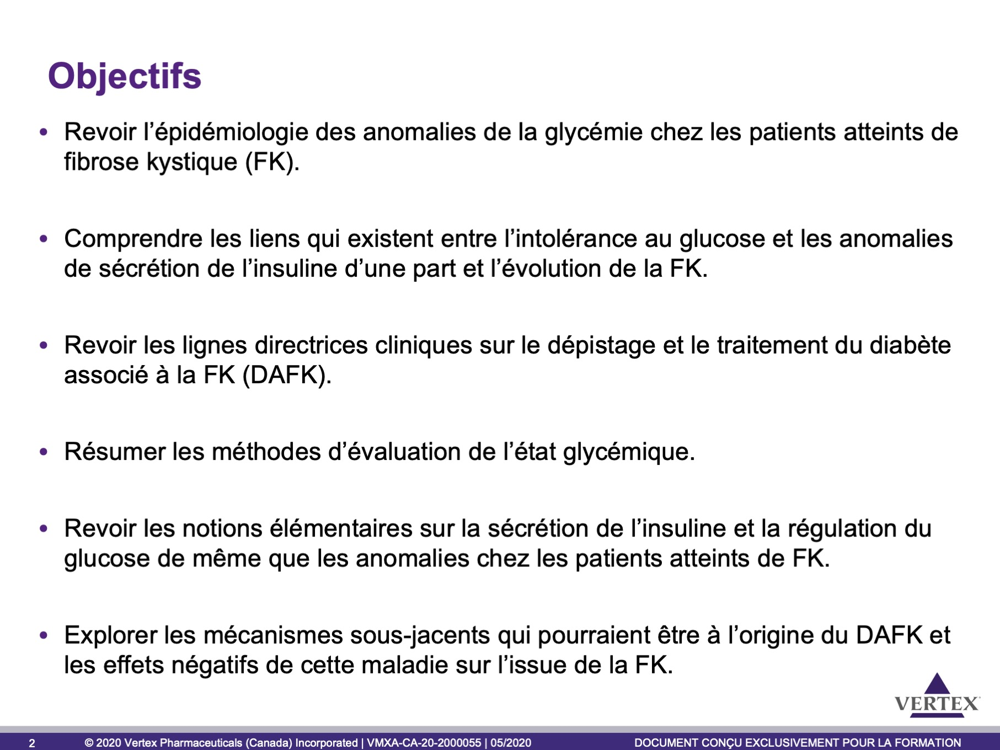 Objectifs
• Revoir l’épidémiologie des anomalies de la glycémie chez les patients atteints de
fibrose kystique (FK).
• Comprendre les liens qui existent entre l’intolérance au glucose et les anomalies
de sécrétion de l’insuline d’une part et l’évolution de la FK.
• Revoir les lignes directrices cliniques sur le dépistage et le traitement du diabète
associé à la FK (DAFK).
• Résumer les méthodes d’évaluation de l’état glycémique.
• Revoir les notions élémentaires sur la sécrétion de l’insuline et la régulation du
glucose de même que les anomalies chez les patients atteints de FK.
• Explorer les mécanismes sous-jacents qui pourraient être à l’origine du DAFK et
les effets négatifs de cette maladie sur l’issue de la FK.
VERTEX
2 © 2020 Vertex Pharmaceuticals (Canada) Incorporated | VMXA-CA-20-2000055 | 05/2020 DOCUMENT CONÇU EXCLUSIVEMENT POUR LA FORMATION